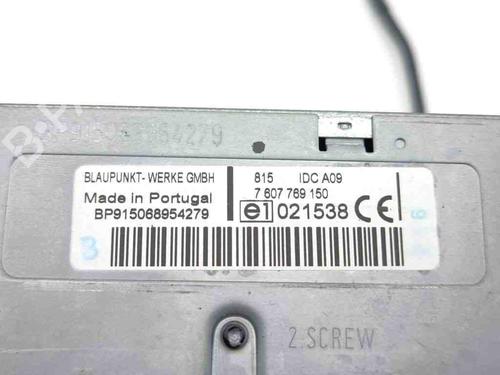 BLAUPUNKT- WERKE GMBH 815 IDC A09
Made in Portugal 7 607 769 150
BP915068954279 e1 021538 CE
3
2.SCREW